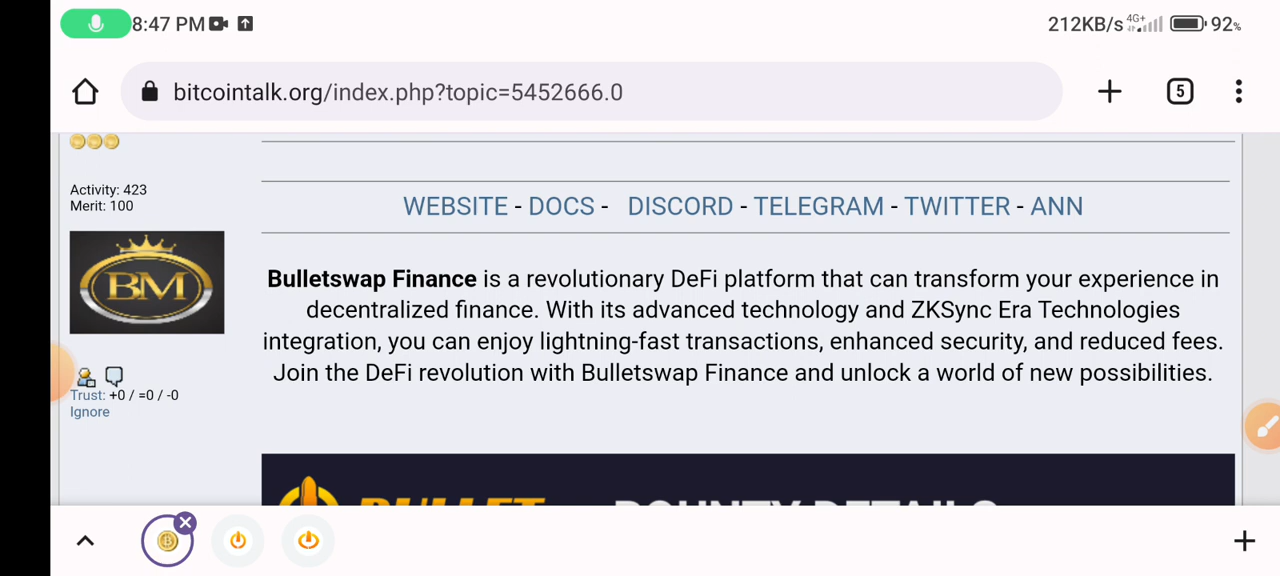 8:47 PM
212KB/s 4G+ 92%
bitcointalk.org/index.php?topic=5452666.0
5
Activity: 423
Merit: 100
WEBSITE - DOCS - DISCORD - TELEGRAM - TWITTER - ANN
BM
Bulletswap Finance is a revolutionary DeFi platform that can transform your experience in
decentralized finance. With its advanced technology and ZKSync Era Technologies
integration, you can enjoy lightning-fast transactions, enhanced security, and reduced fees.
Join the DeFi revolution with Bulletswap Finance and unlock a world of new possibilities.
Trust: +0 / =0 / -0
Ignore
BULLET BOUNTY DETAILS